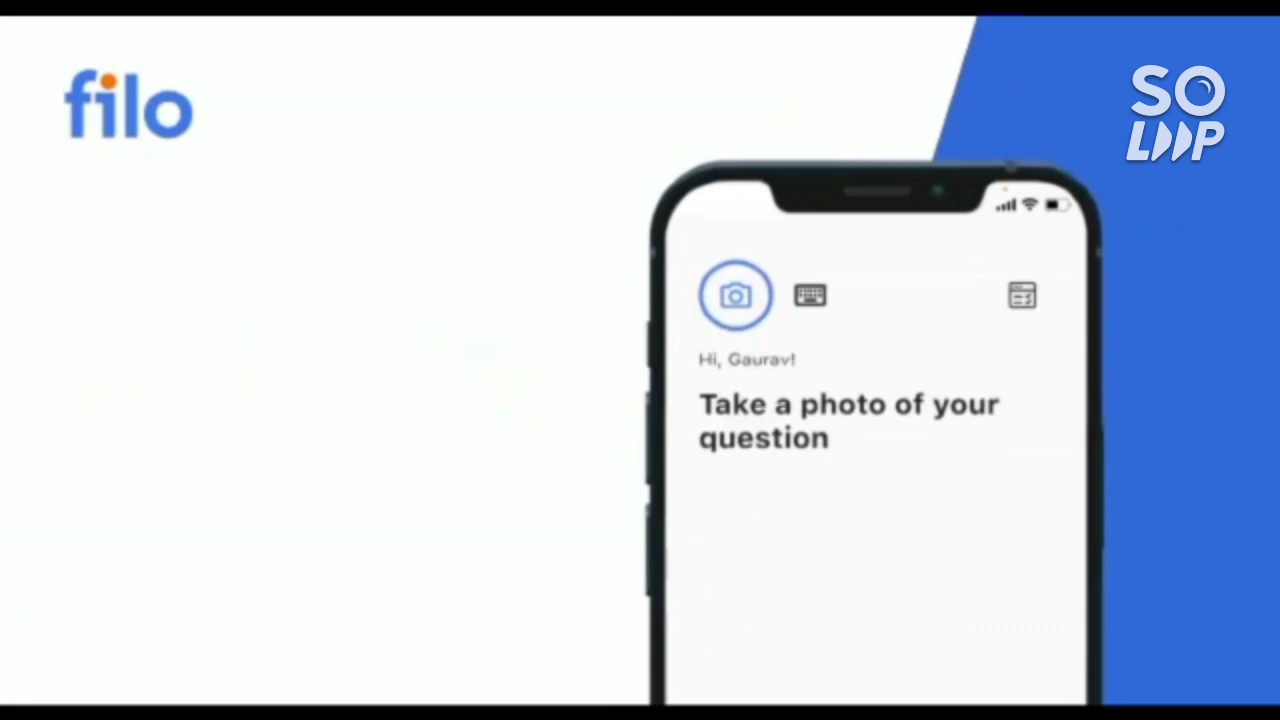 filo
SO
LOOP
Hi, Gaurav!
Take a photo of your
question